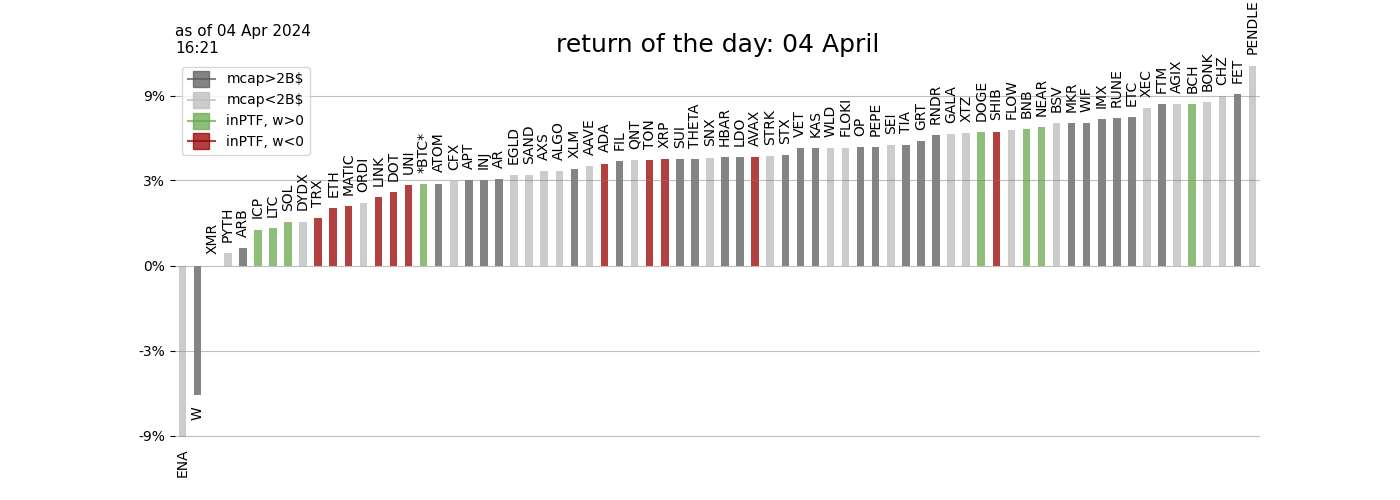 as of 04 Apr 2024
16:21
return of the day: 04 April
mcap>2B$
mcap<2B$
inPTF, w>0
inPTF, w<0
9%
3%
0%
-3%
-9%
ENA
W
XMR
PYTH
ARB
ICP
LTC
SOL
DYDX
TRX
ETH
MATIC
ORDI
LINK
DOT
UNI
*BTC*
ATOM
CFX
APT
INJ
AR
EGLD
SAND
AXS
ALGO
XLM
AAVE
ADA
FIL
QNT
TON
XRP
SUI
THETA
SNX
HBAR
LDO
AVAX
STRK
STX
VET
KAS
WLD
FLOKI
OP
PEPE
SEI
TIA
GRT
RNDR
GALA
XTZ
DOGE
SHIB
FLOW
BNB
NEAR
BSV
MKR
WIF
IMX
RUNE
ETC
XEC
FTM
AGIX
BCH
BONK
CHZ
FET
PENDLE